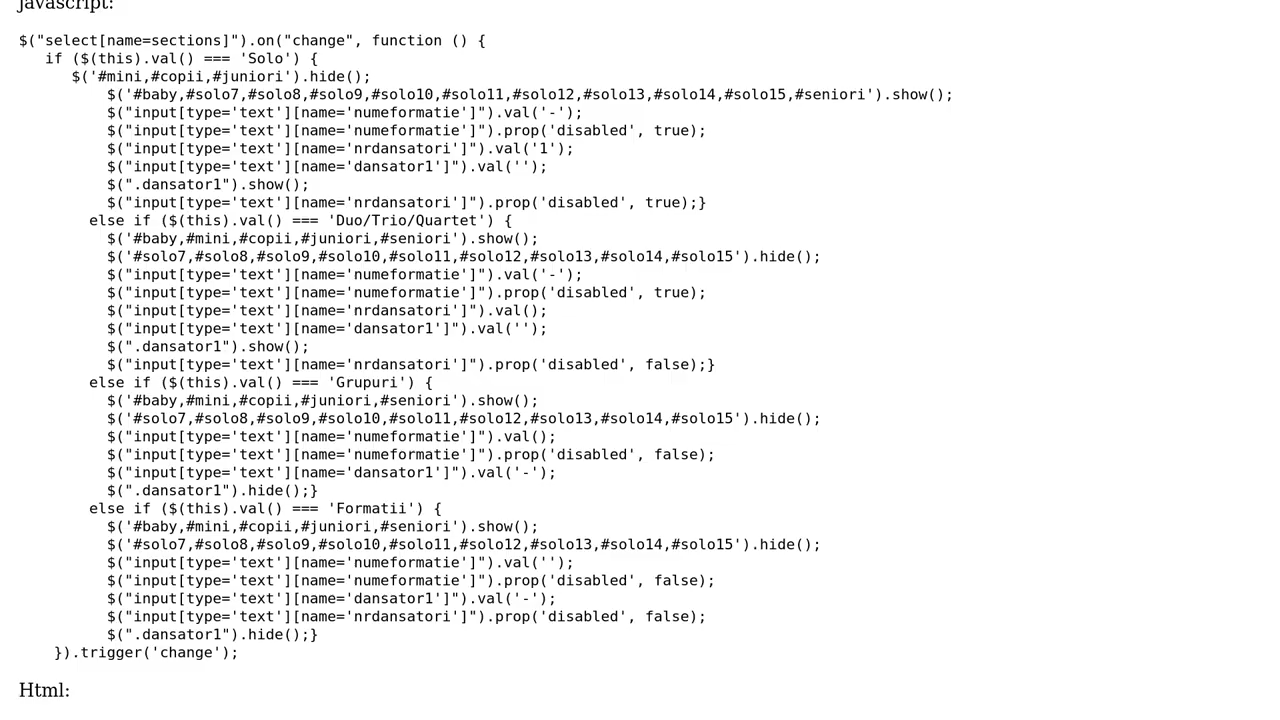 javascript:
$("select[name=sections]").on("change", function () {
   if ($(this).val() === 'Solo') {
      $('#mini,#copii,#juniori').hide();
          $('#baby,#solo7,#solo8,#solo9,#solo10,#solo11,#solo12,#solo13,#solo14,#solo15,#seniori').show();
          $("input[type='text'][name='numeformatie']").val('-');
          $("input[type='text'][name='numeformatie']").prop('disabled', true);
          $("input[type='text'][name='nrdansatori']").val('1');
          $("input[type='text'][name='dansator1']").val('');
          $(".dansator1").show();
          $("input[type='text'][name='nrdansatori']").prop('disabled', true);}
        else if ($(this).val() === 'Duo/Trio/Quartet') {
          $('#baby,#mini,#copii,#juniori,#seniori').show();
          $('#solo7,#solo8,#solo9,#solo10,#solo11,#solo12,#solo13,#solo14,#solo15').hide();
          $("input[type='text'][name='numeformatie']").val('-');
          $("input[type='text'][name='numeformatie']").prop('disabled', true);
          $("input[type='text'][name='nrdansatori']").val();
          $("input[type='text'][name='dansator1']").val('');
          $(".dansator1").show();
          $("input[type='text'][name='nrdansatori']").prop('disabled', false);}
        else if ($(this).val() === 'Grupuri') {
          $('#baby,#mini,#copii,#juniori,#seniori').show();
          $('#solo7,#solo8,#solo9,#solo10,#solo11,#solo12,#solo13,#solo14,#solo15').hide();
          $("input[type='text'][name='numeformatie']").val();
          $("input[type='text'][name='numeformatie']").prop('disabled', false);
          $("input[type='text'][name='dansator1']").val('-');
          $(".dansator1").hide();}
        else if ($(this).val() === 'Formatii') {
          $('#baby,#mini,#copii,#juniori,#seniori').show();
          $('#solo7,#solo8,#solo9,#solo10,#solo11,#solo12,#solo13,#solo14,#solo15').hide();
          $("input[type='text'][name='numeformatie']").val('');
          $("input[type='text'][name='numeformatie']").prop('disabled', false);
          $("input[type='text'][name='dansator1']").val('-');
          $("input[type='text'][name='nrdansatori']").prop('disabled', false);
          $(".dansator1").hide();}
    }).trigger('change');
Html: